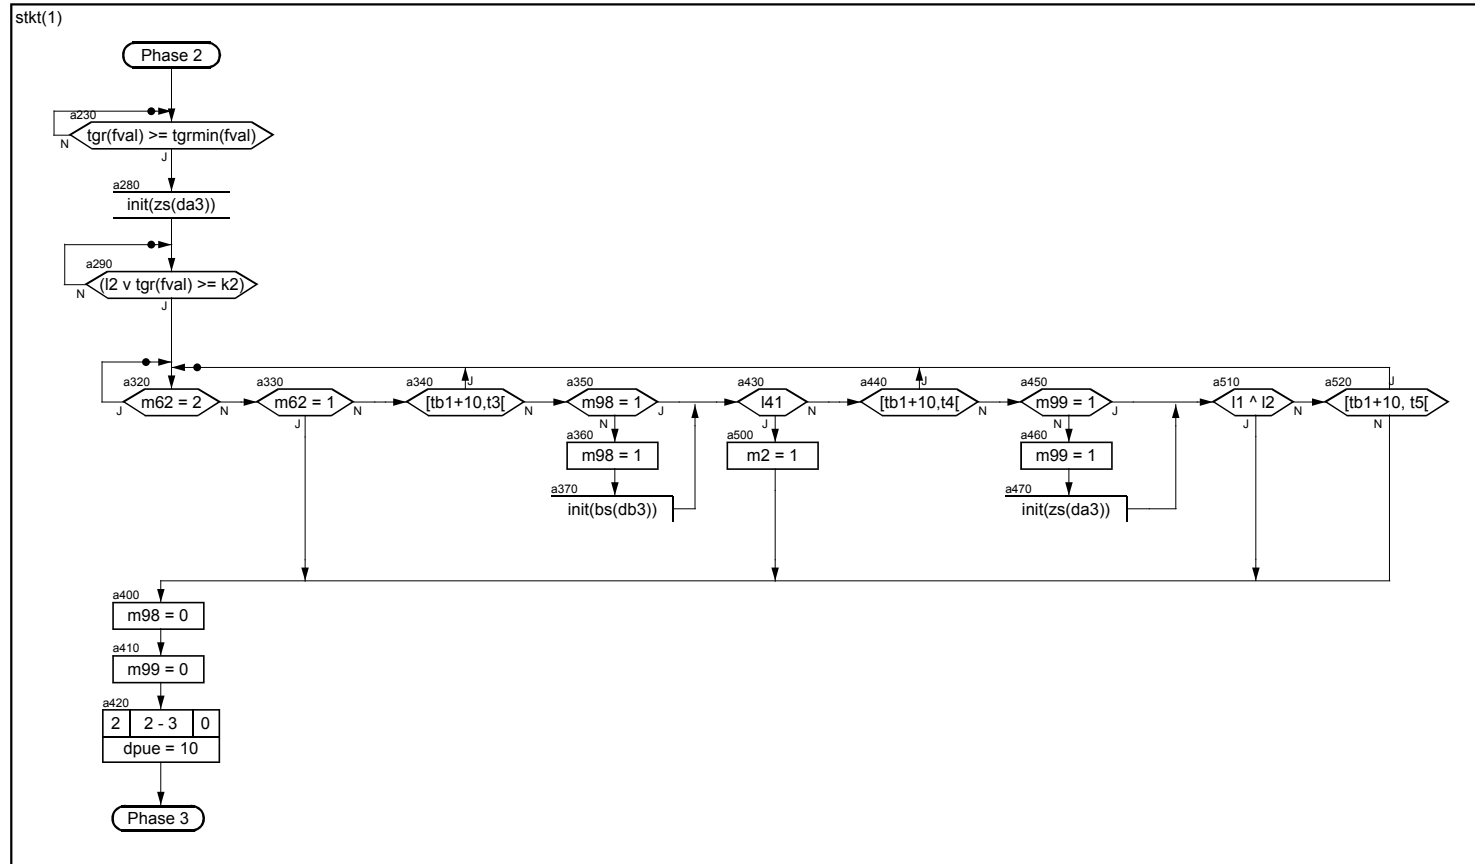 stkt(1)
Phase 2
a230
tgr(fval) >= tgrmin(fval)
N
J
a280
init(zs(da3))
a290
(l2 v tgr(fval) >= k2)
N
J
a320
m62 = 2
J
N
a330
m62 = 1
N
J
a340
[tb1+10,t3[
J
N
a350
m98 = 1
J
N
a360
m98 = 1
a370
init(bs(db3))
a430
l41
N
J
a500
m2 = 1
a440
[tb1+10,t4[
J
N
a450
m99 = 1
J
N
a460
m99 = 1
a470
init(zs(da3))
a510
l1 ^ l2
N
J
a520
[tb1+10, t5[
J
N
a400
m98 = 0
a410
m99 = 0
a420
2 2 - 3 0
dpue = 10
Phase 3